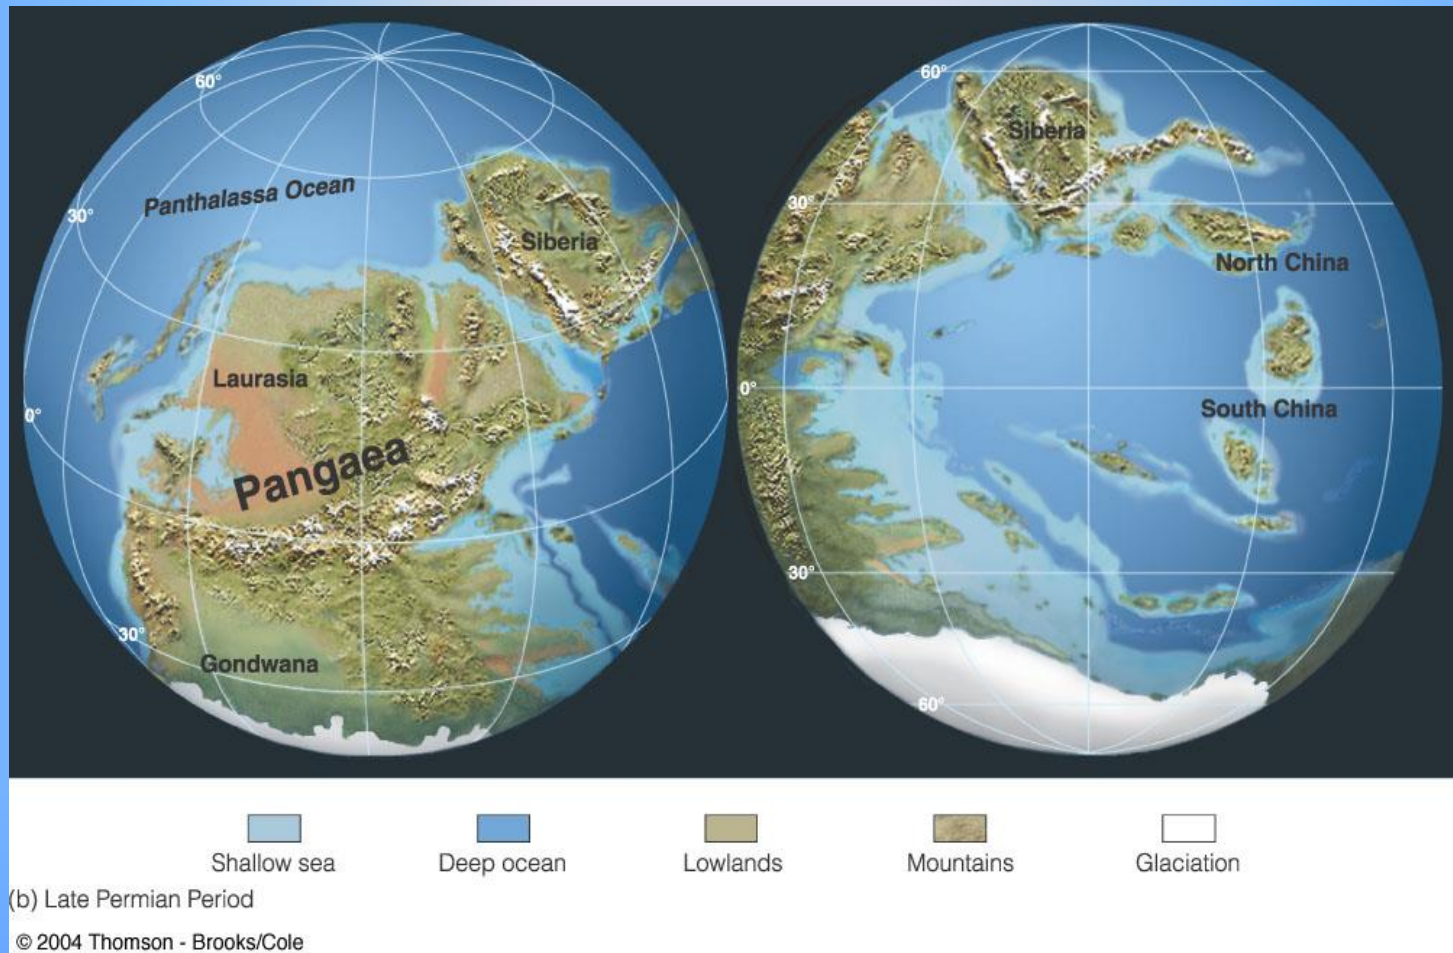 60°
Panthalassa Ocean
30°
Siberia
Laurasia
0°
Pangaea
30°
Gondwana
60°
Siberia
30°
North China
0°
South China
30°
60°
Shallow sea
Deep ocean
Lowlands
Mountains
Glaciation
(b) Late Permian Period
© 2004 Thomson - Brooks/Cole